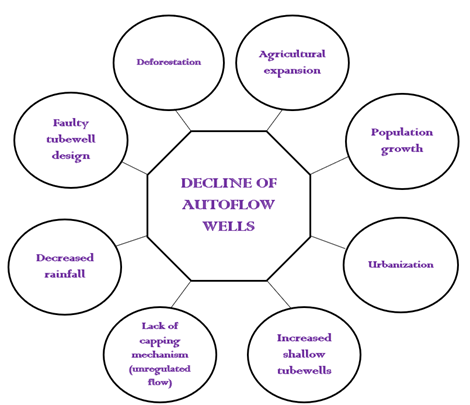 Deforestation
Agricultural
expansion
Faulty
tubewell
design
Population
growth
DECLINE OF
AUTOFLOW
WELLS
Decreased
rainfall
Urbanization
Lack of
capping
mechanism
(unregulated
flow)
Increased
shallow
tubewells